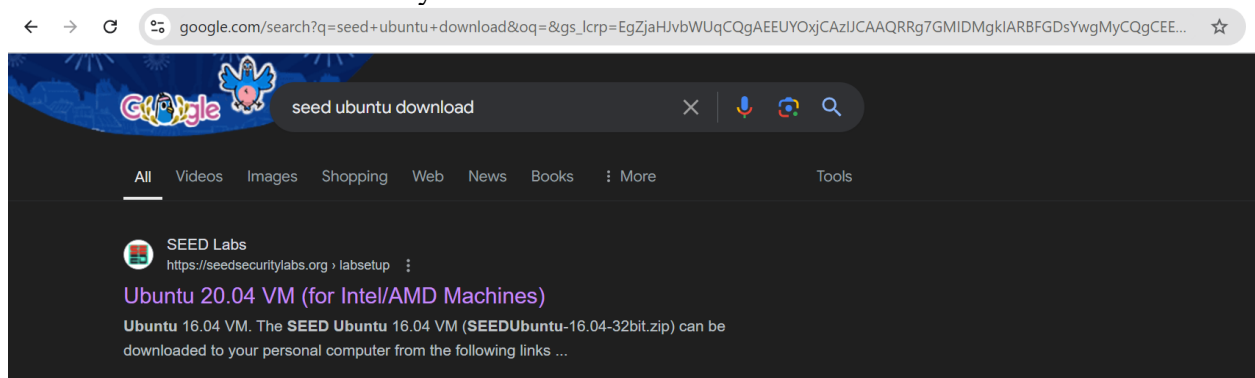 google.com/search?q=seed+ubuntu+download&oq=&gs_lcrp=EgZjaHJvbWUqCQgAEEUYOxjCAzIJCAAQRRg7GMIDMgkIARBFGDsYwgMyCQgCEE...
Google
seed ubuntu download
All Videos Images Shopping Web News Books More Tools
SEED Labs
https://seedsecuritylabs.org › labsetup
Ubuntu 20.04 VM (for Intel/AMD Machines)
Ubuntu 16.04 VM. The SEED Ubuntu 16.04 VM (SEEDUbuntu-16.04-32bit.zip) can be
downloaded to your personal computer from the following links ...